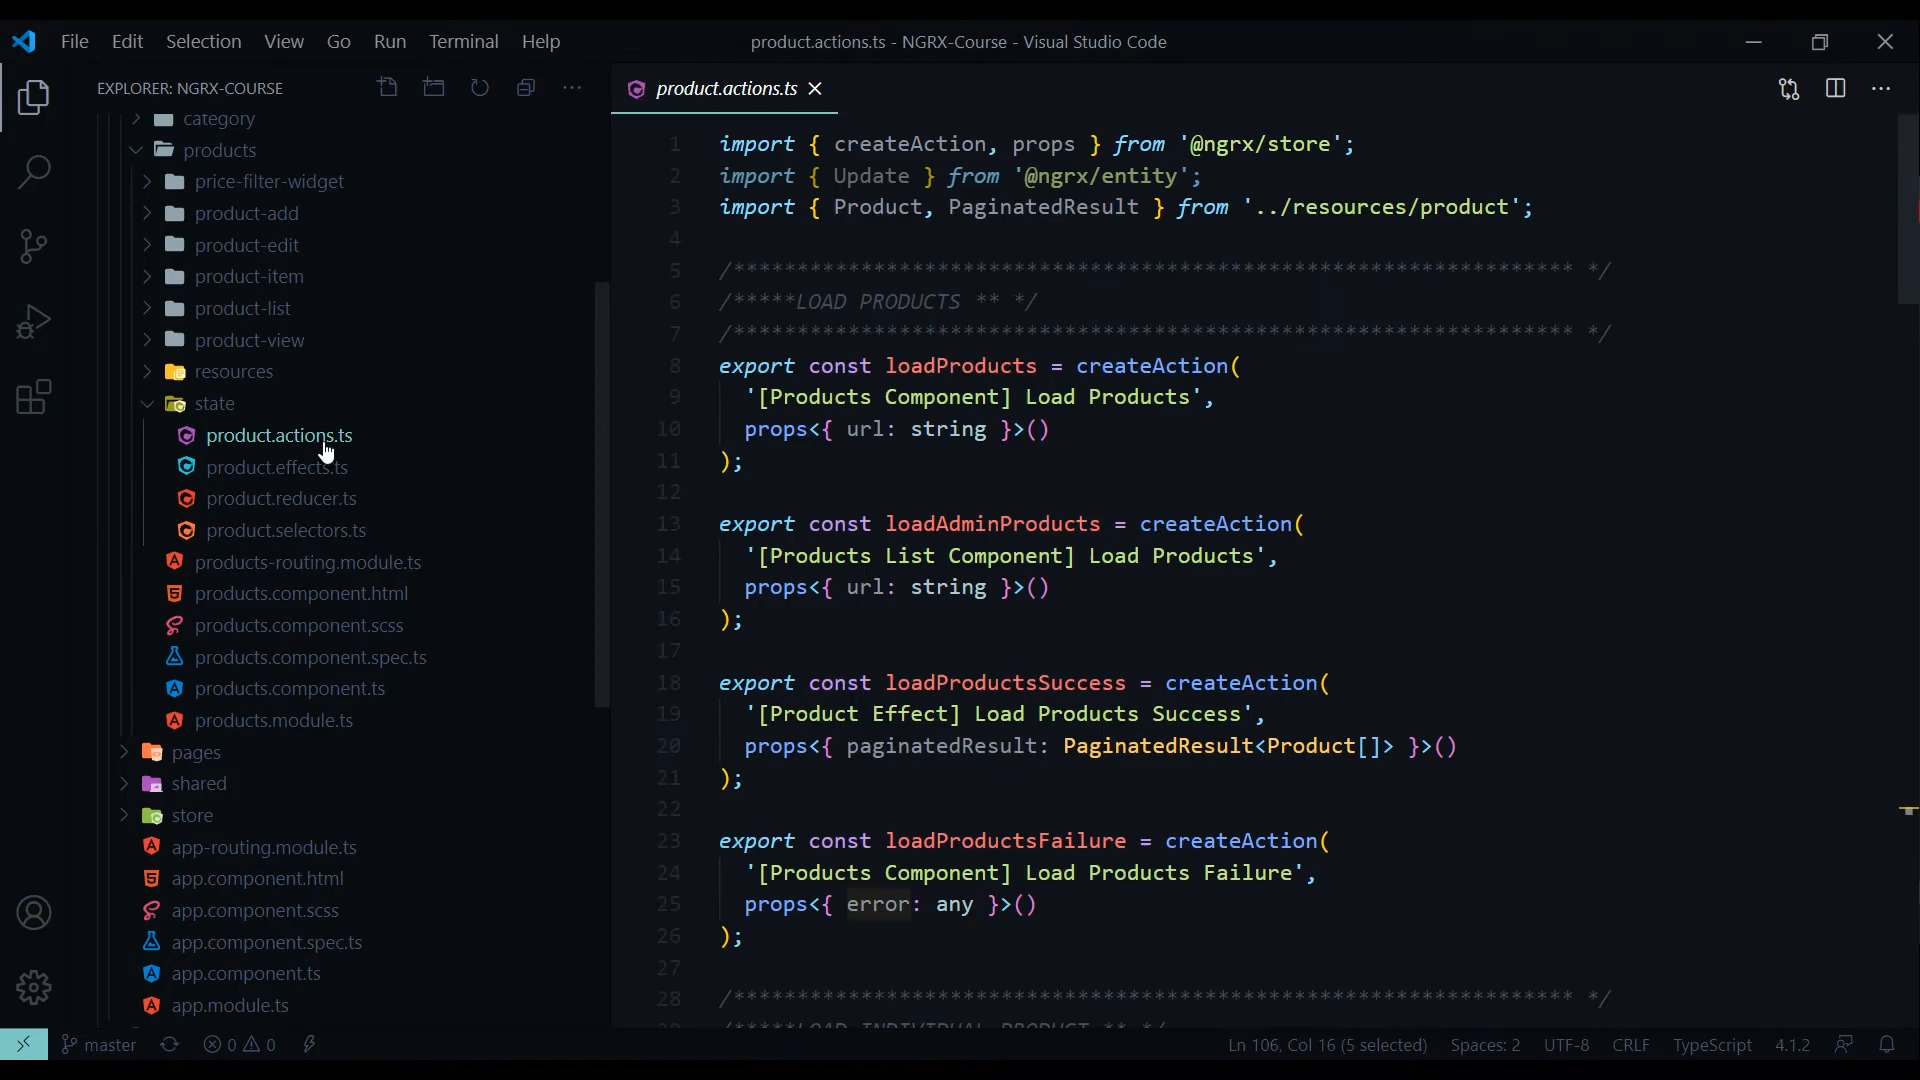 File Edit Selection View Go Run Terminal Help
product.actions.ts - NGRX-Course - Visual Studio Code
EXPLORER: NGRX-COURSE
category
products
price-filter-widget
product-add
product-edit
product-item
product-list
product-view
resources
state
product.actions.ts
product.effects.ts
product.reducer.ts
product.selectors.ts
products-routing.module.ts
products.component.html
products.component.scss
products.component.spec.ts
products.component.ts
products.module.ts
pages
shared
store
app-routing.module.ts
app.component.html
app.component.scss
app.component.spec.ts
app.component.ts
app.module.ts
product.actions.ts
1 import { createAction, props } from '@ngrx/store';
2 import { Update } from '@ngrx/entity';
3 import { Product, PaginatedResult } from '../resources/product';
4
5 /****************************************************************** */
6 /*****LOAD PRODUCTS ** */
7 /****************************************************************** */
8 export const loadProducts = createAction(
9 '[Products Component] Load Products',
10 props<{ url: string }>()
11 );
12
13 export const loadAdminProducts = createAction(
14 '[Products List Component] Load Products',
15 props<{ url: string }>()
16 );
17
18 export const loadProductsSuccess = createAction(
19 '[Product Effect] Load Products Success',
20 props<{ paginatedResult: PaginatedResult<Product[]> }>()
21 );
22
23 export const loadProductsFailure = createAction(
24 '[Products Component] Load Products Failure',
25 props<{ error: any }>()
26 );
27
28 /****************************************************************** */
29 /*****LOAD INDIVIDUAL PRODUCT ** */
master 0 0 Ln 106, Col 16 (5 selected) Spaces: 2 UTF-8 CRLF TypeScript 4.1.2